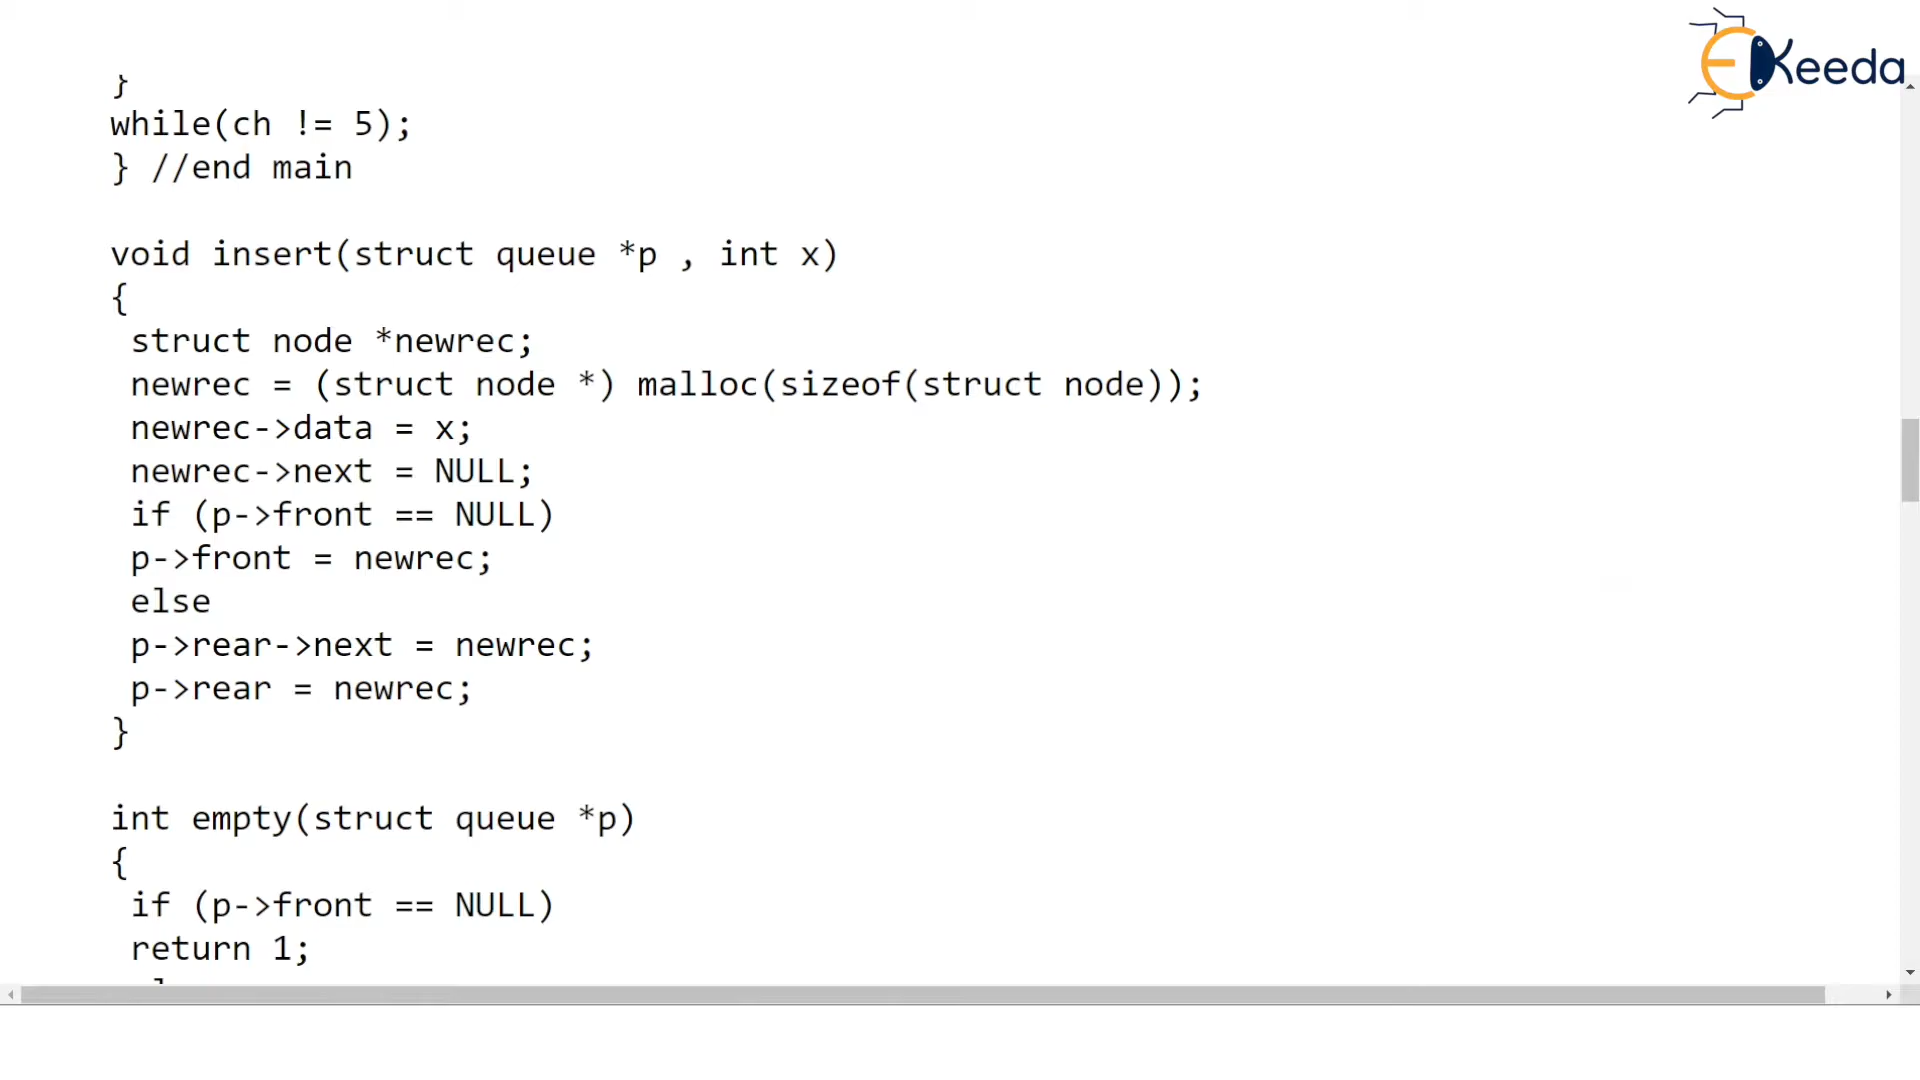 EKeeda
}
while(ch != 5);
} //end main
void insert(struct queue *p , int x)
{
struct node *newrec;
newrec = (struct node *) malloc(sizeof(struct node));
newrec->data = x;
newrec->next = NULL;
if (p->front == NULL)
p->front = newrec;
else
p->rear->next = newrec;
p->rear = newrec;
}
int empty(struct queue *p)
{
if (p->front == NULL)
return 1;